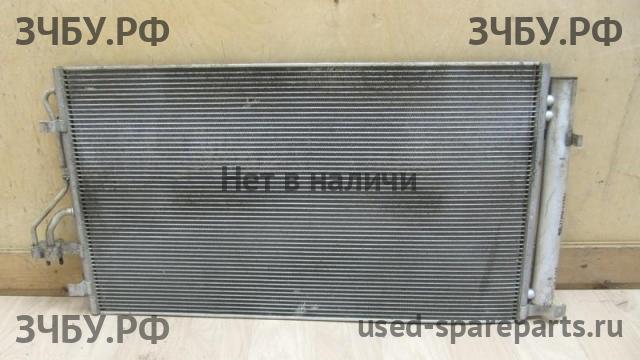 ЗЧБУ.РФ ЗЧБУ.РФ
Нет в наличи
ЗЧБУ.РФ used-spareparts.ru